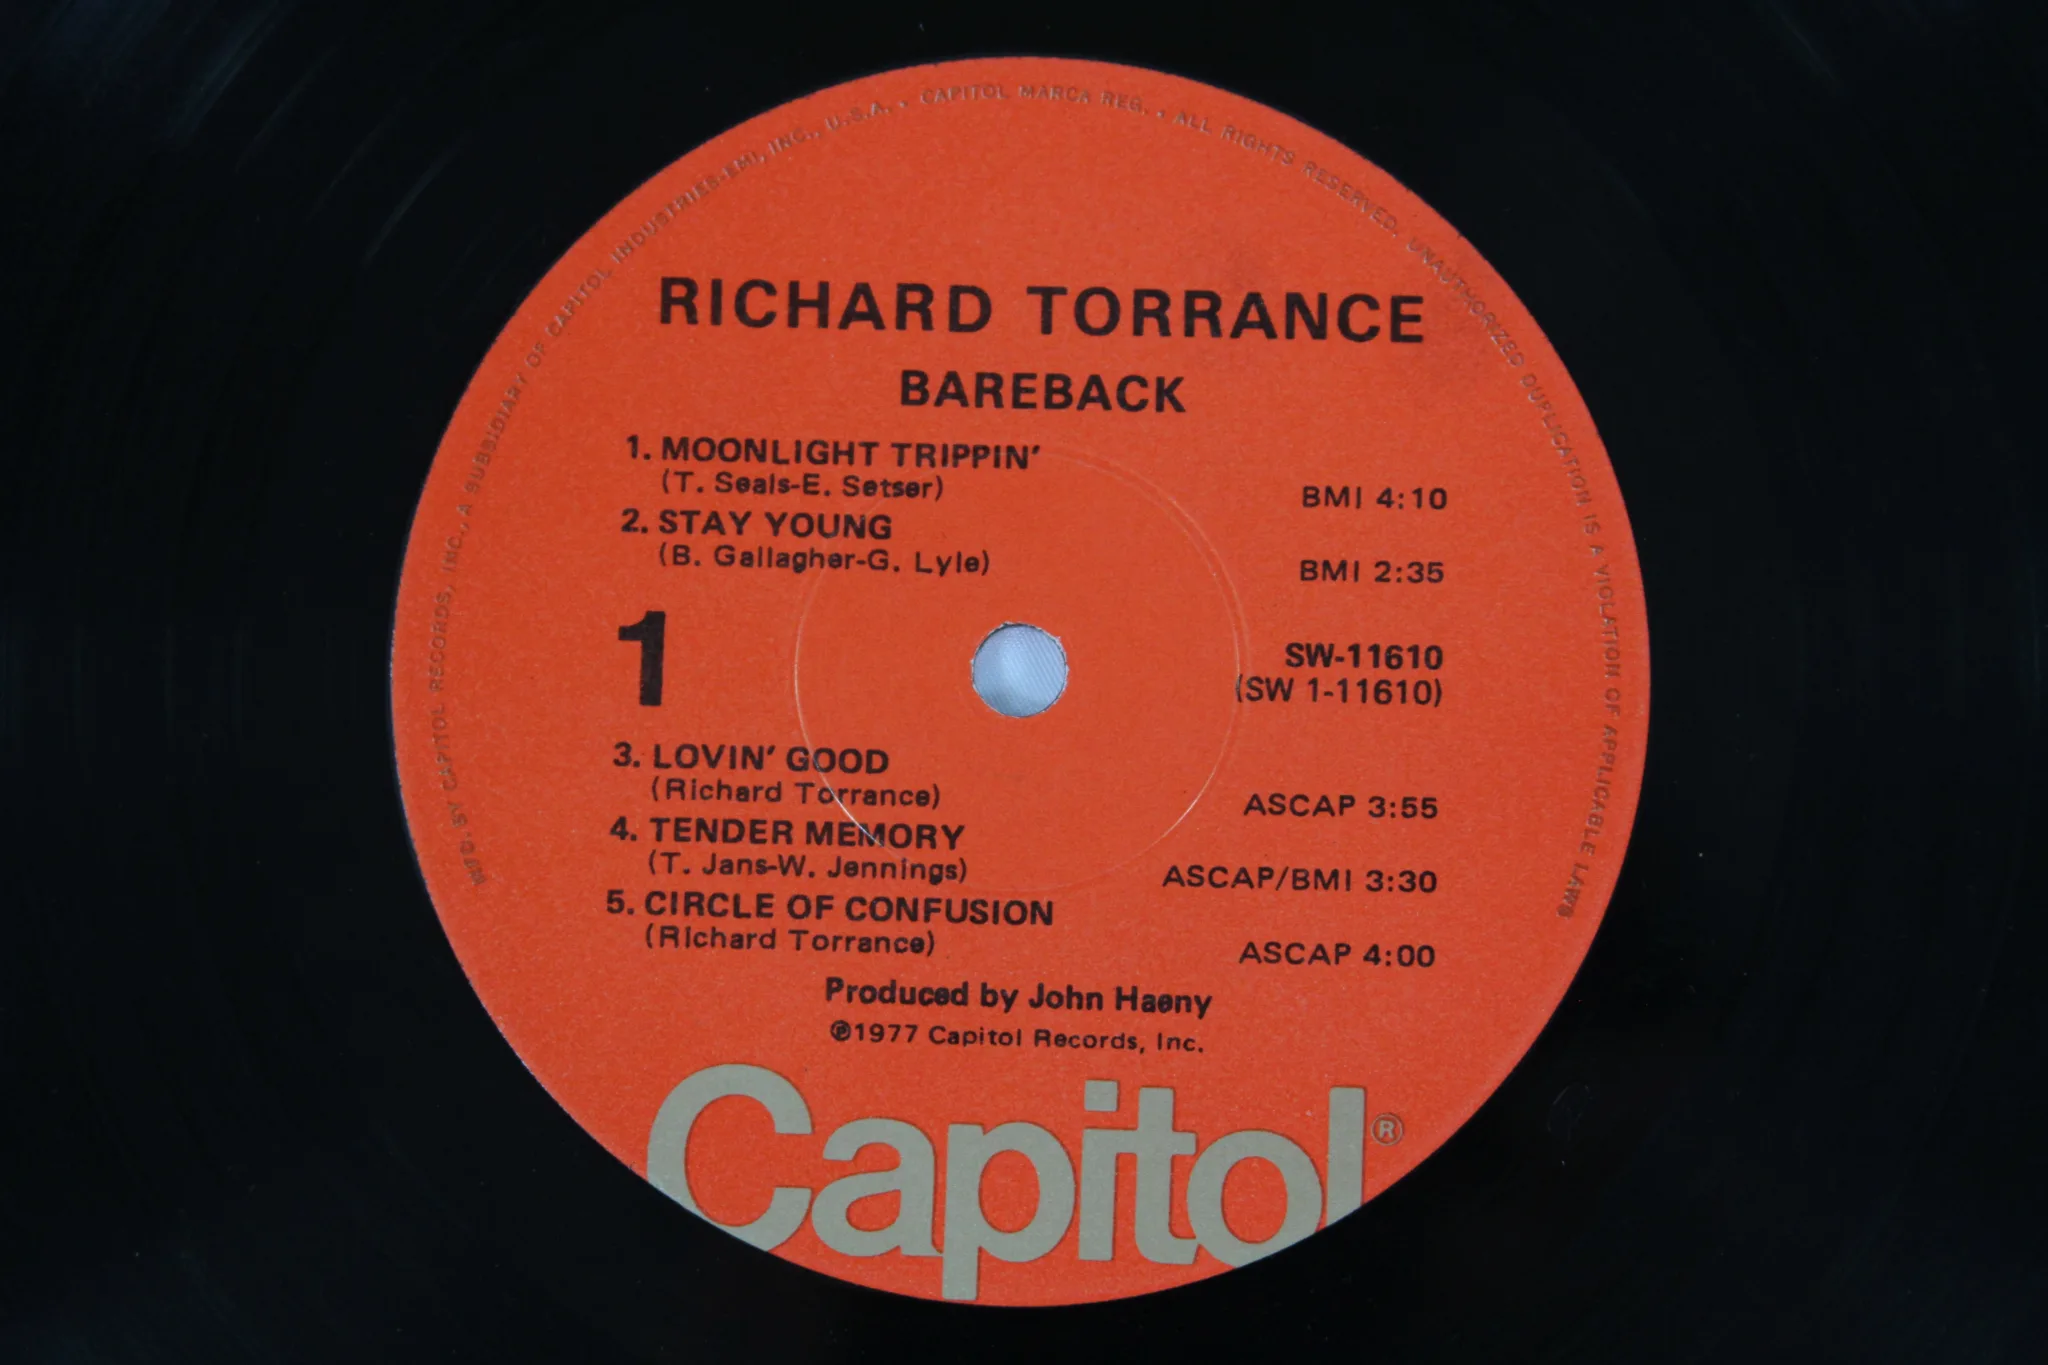 MFG. BY CAPITOL RECORDS, INC., A SUBSIDIARY OF CAPITOL INDUSTRIES-EMI, INC., U.S.A. • CAPITOL MARCA REG. • ALL RIGHTS RESERVED. UNAUTHORIZED DUPLICATION IS A VIOLATION OF APPLICABLE LAWS
RICHARD TORRANCE
BAREBACK
1. MOONLIGHT TRIPPIN'
(T. Seals-E. Setser) BMI 4:10
2. STAY YOUNG
(B. Gallagher-G. Lyle) BMI 2:35
1
SW-11610
(SW 1-11610)
3. LOVIN' GOOD
(Richard Torrance) ASCAP 3:55
4. TENDER MEMORY
(T. Jans-W. Jennings) ASCAP/BMI 3:30
5. CIRCLE OF CONFUSION
(Richard Torrance) ASCAP 4:00
Produced by John Haeny
℗1977 Capitol Records, Inc.
Capitol®